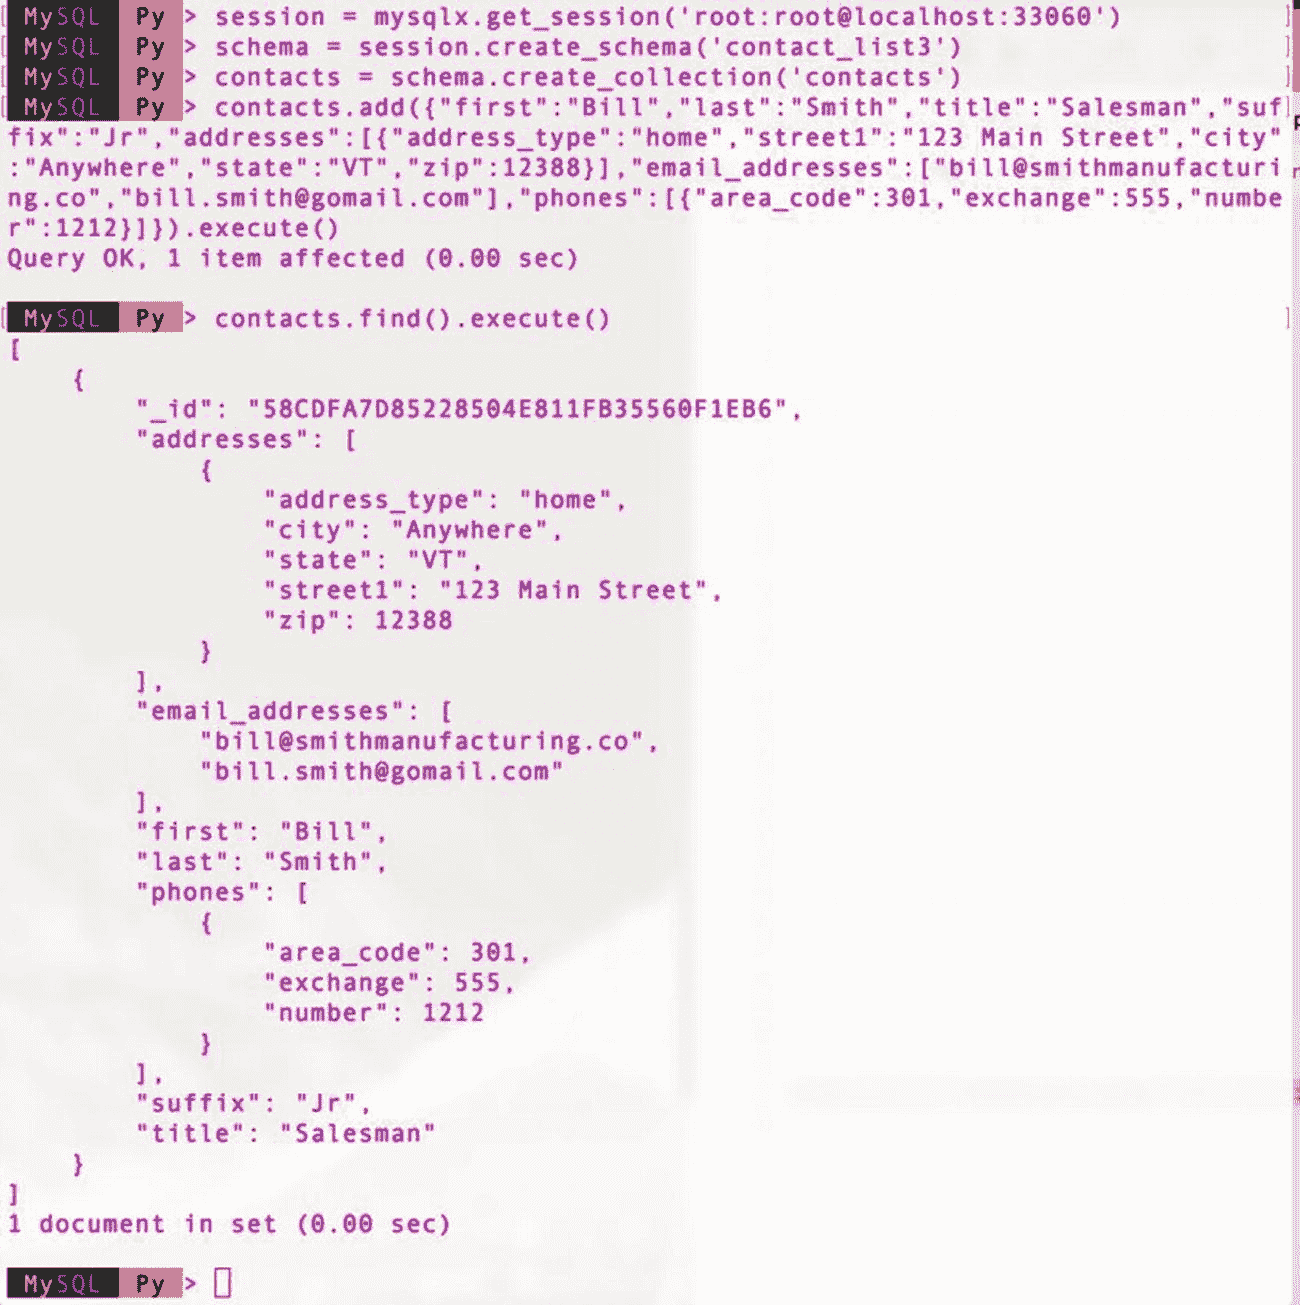 MySQL Py > session = mysqlx.get_session('root:root@localhost:33060')
MySQL Py > schema = session.create_schema('contact_list3')
MySQL Py > contacts = schema.create_collection('contacts')
MySQL Py > contacts.add({"first":"Bill","last":"Smith","title":"Salesman","suf
fix":"Jr","addresses":[{"address_type":"home","street1":"123 Main Street","city"
:"Anywhere","state":"VT","zip":12388}],"email_addresses":["bill@smithmanufacturi
ng.co","bill.smith@gomail.com"],"phones":[{"area_code":301,"exchange":555,"numbe
r":1212}]}).execute()
Query OK, 1 item affected (0.00 sec)
MySQL Py > contacts.find().execute()
[
{
"_id": "58CDFA7D85228504E811FB35560F1EB6",
"addresses": [
{
"address_type": "home",
"city": "Anywhere",
"state": "VT",
"street1": "123 Main Street",
"zip": 12388
}
],
"email_addresses": [
"bill@smithmanufacturing.co",
"bill.smith@gomail.com"
],
"first": "Bill",
"last": "Smith",
"phones": [
{
"area_code": 301,
"exchange": 555,
"number": 1212
}
],
"suffix": "Jr",
"title": "Salesman"
}
]
1 document in set (0.00 sec)
MySQL Py >